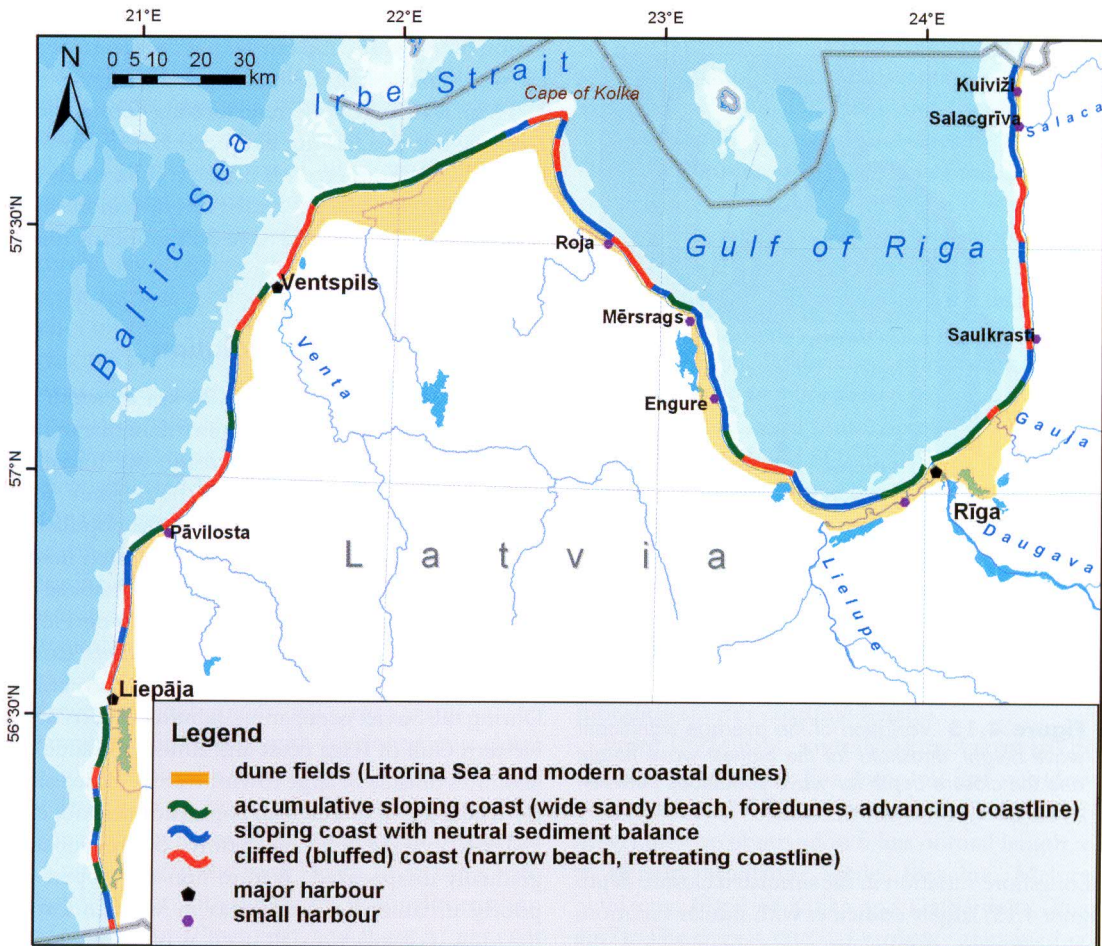 21°E
22°E
23°E
24°E
N
0 5 10 20 30
km
Irbe Strait
Cape of Kolka
Kuiviži
Salacgrīva
Salaca
Baltic Sea
57°30'N
Roja
Gulf of Riga
Ventspils
Mērsrags
Saulkrasti
Venta
Engure
Gauja
57°N
Rīga
Pāvilosta
Latvia
Daugava
Lielupe
Liepāja
56°30'N
Legend
dune fields (Litorina Sea and modern coastal dunes)
accumulative sloping coast (wide sandy beach, foredunes, advancing coastline)
sloping coast with neutral sediment balance
cliffed (bluffed) coast (narrow beach, retreating coastline)
major harbour
small harbour